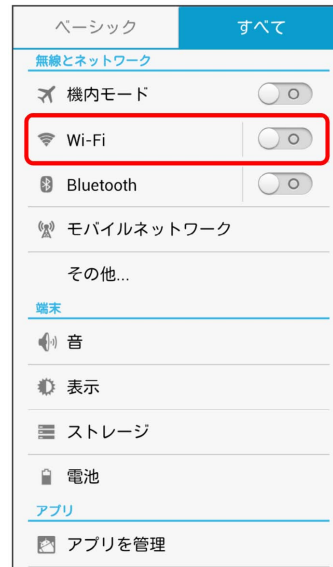 ベーシック
すべて
無線とネットワーク
機内モード
Wi-Fi
Bluetooth
モバイルネットワーク
その他...
端末
音
表示
ストレージ
電池
アプリ
アプリを管理